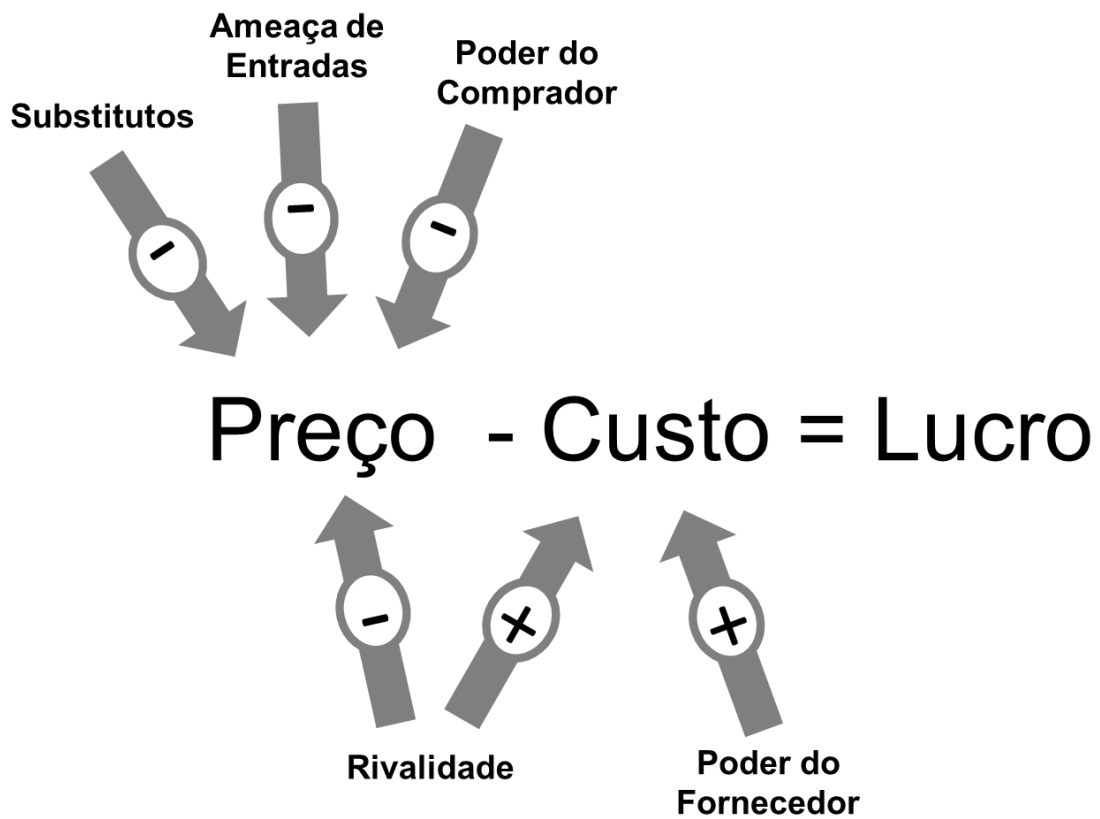 Ameaça de
Entradas
Poder do
Comprador
Substitutos
-
-
-
Preço - Custo = Lucro
-
+
+
Rivalidade
Poder do
Fornecedor